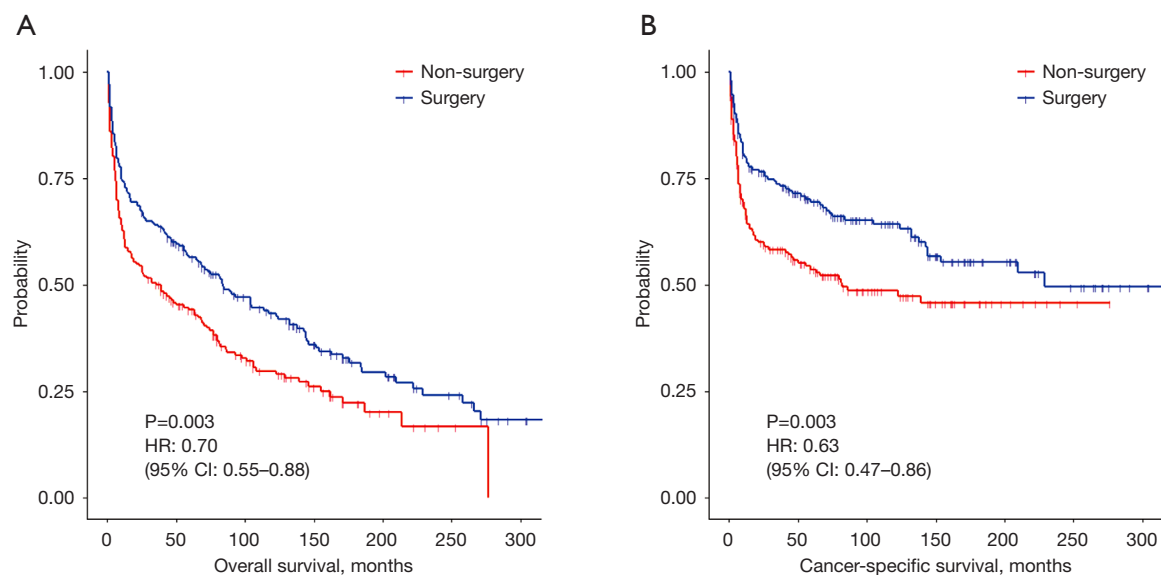 A
Probability
1.00
0.75
0.50
0.25
0.00
Non-surgery
Surgery
P=0.003
HR: 0.70
(95% CI: 0.55–0.88)
0 50 100 150 200 250 300
Overall survival, months
B
Probability
1.00
0.75
0.50
0.25
0.00
Non-surgery
Surgery
P=0.003
HR: 0.63
(95% CI: 0.47–0.86)
0 50 100 150 200 250 300
Cancer-specific survival, months